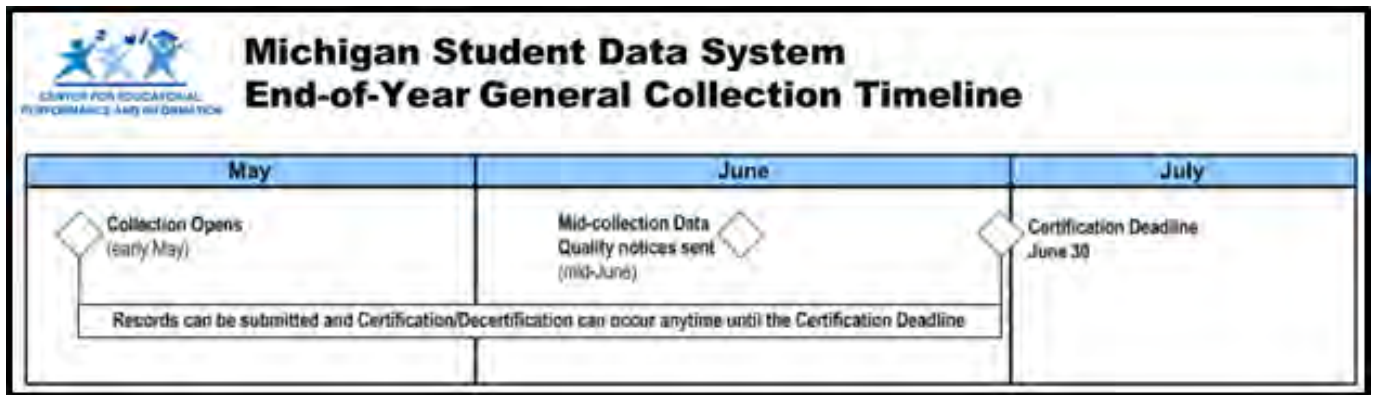 CENTER FOR EDUCATIONAL
PERFORMANCE AND INFORMATION
Michigan Student Data System
End-of-Year General Collection Timeline
May
June
July
Collection Opens
(early May)
Mid-collection Data
Quality notices sent
(mid-June)
Certification Deadline
June 30
Records can be submitted and Certification/Decertification can occur anytime until the Certification Deadline